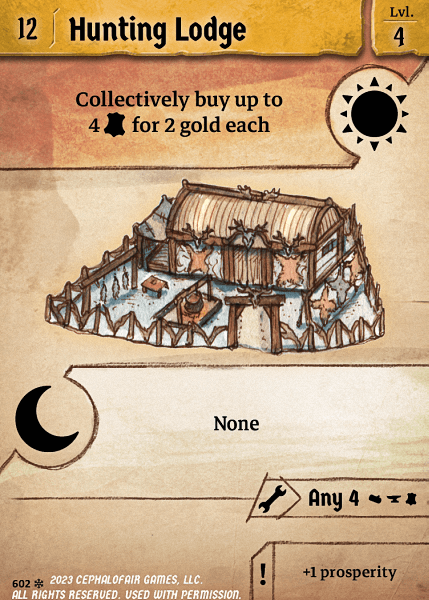 12 Hunting Lodge
Lvl.
4
Collectively buy up to
4 for 2 gold each
None
Any 4
+1 prosperity
!
602 2023 CEPHALOFAIR GAMES, LLC.
ALL RIGHTS RESERVED. USED WITH PERMISSION.